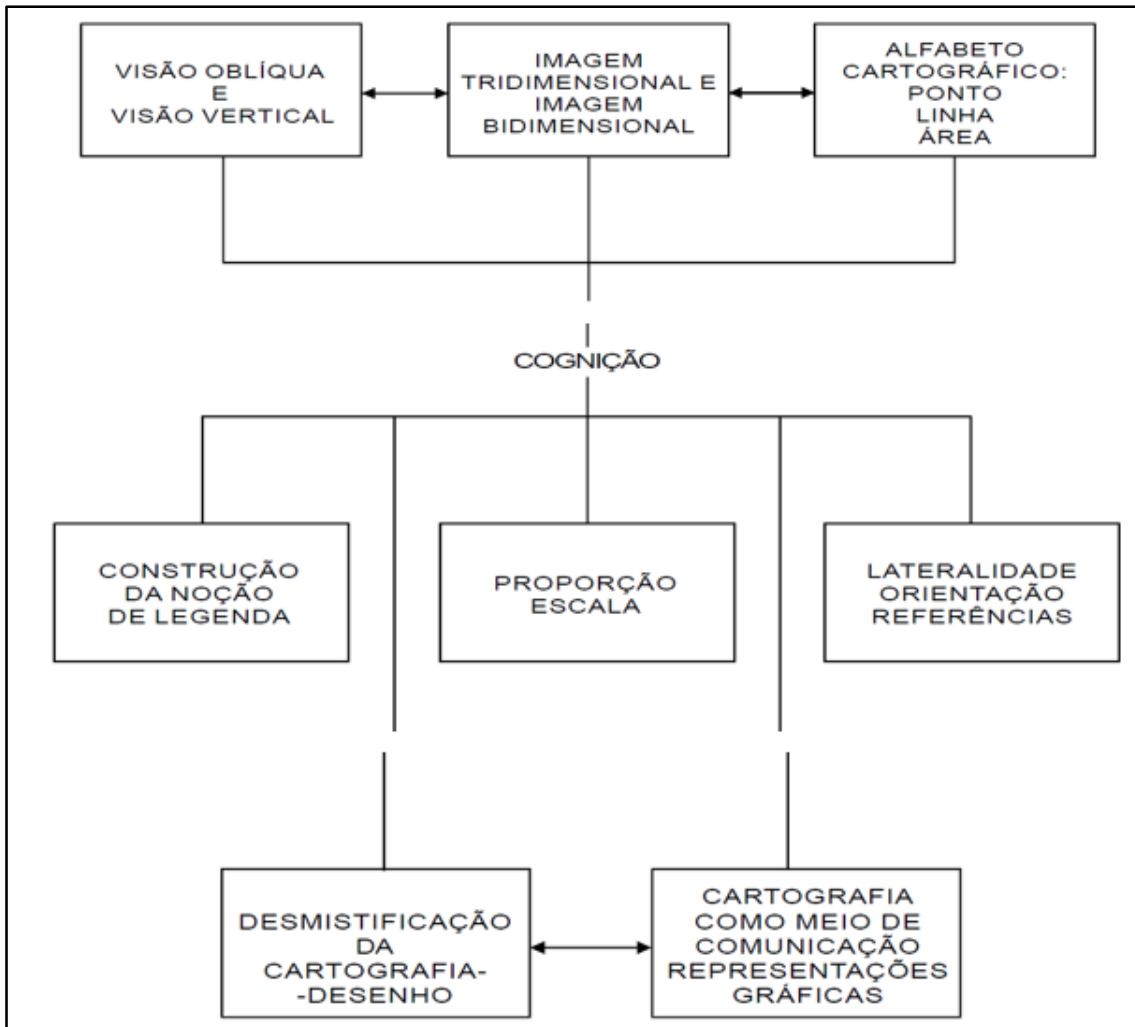 VISÃO OBLÍQUA
E
VISÃO VERTICAL
IMAGEM
TRIDIMENSIONAL E
IMAGEM
BIDIMENSIONAL
ALFABETO
CARTOGRÁFICO:
PONTO
LINHA
ÁREA
COGNIÇÃO
CONSTRUÇÃO
DA NOÇÃO
DE LEGENDA
PROPORÇÃO
ESCALA
LATERALIDADE
ORIENTAÇÃO
REFERÊNCIAS
DESMISTIFICAÇÃO
DA
CARTOGRAFIA-
-DESENHO
CARTOGRAFIA
COMO MEIO DE
COMUNICAÇÃO
REPRESENTAÇÕES
GRÁFICAS